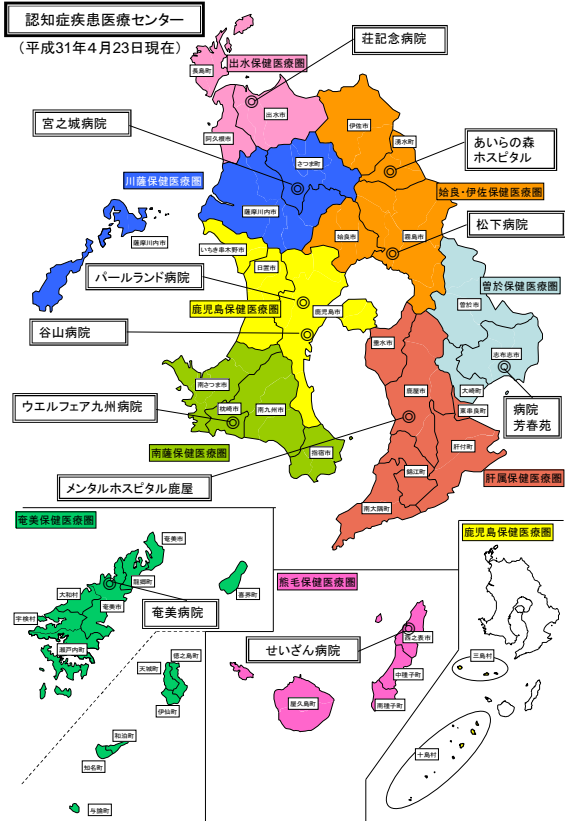 認知症疾患医療センター
(平成31年4月23日現在)
荘記念病院
出水保健医療圏
長島町
出水市
阿久根市
伊佐市
湧水町
宮之城病院
あいらの森
ホスピタル
さつま町
川薩保健医療圏
姶良・伊佐保健医療圏
薩摩川内市
薩摩川内市
松下病院
姶良市
霧島市
いちき串木野市
日置市
パールランド病院
曽於保健医療圏
曽於市
鹿児島保健医療圏
鹿児島市
谷山病院
垂水市
志布志市
南さつま市
鹿屋市
大崎町
東串良町
ウエルフェア九州病院
枕崎市
南九州市
病院
芳春苑
南薩保健医療圏
指宿市
肝付町
錦江町
肝属保健医療圏
メンタルホスピタル鹿屋
南大隅町
奄美保健医療圏
鹿児島保健医療圏
奄美市
龍郷町
大和村
奄美市
喜界町
宇検村
奄美病院
瀬戸内町
熊毛保健医療圏
せいざん病院
西之表市
徳之島町
天城町
伊仙町
中種子町
南種子町
屋久島町
三島村
和泊町
知名町
十島村
与論町